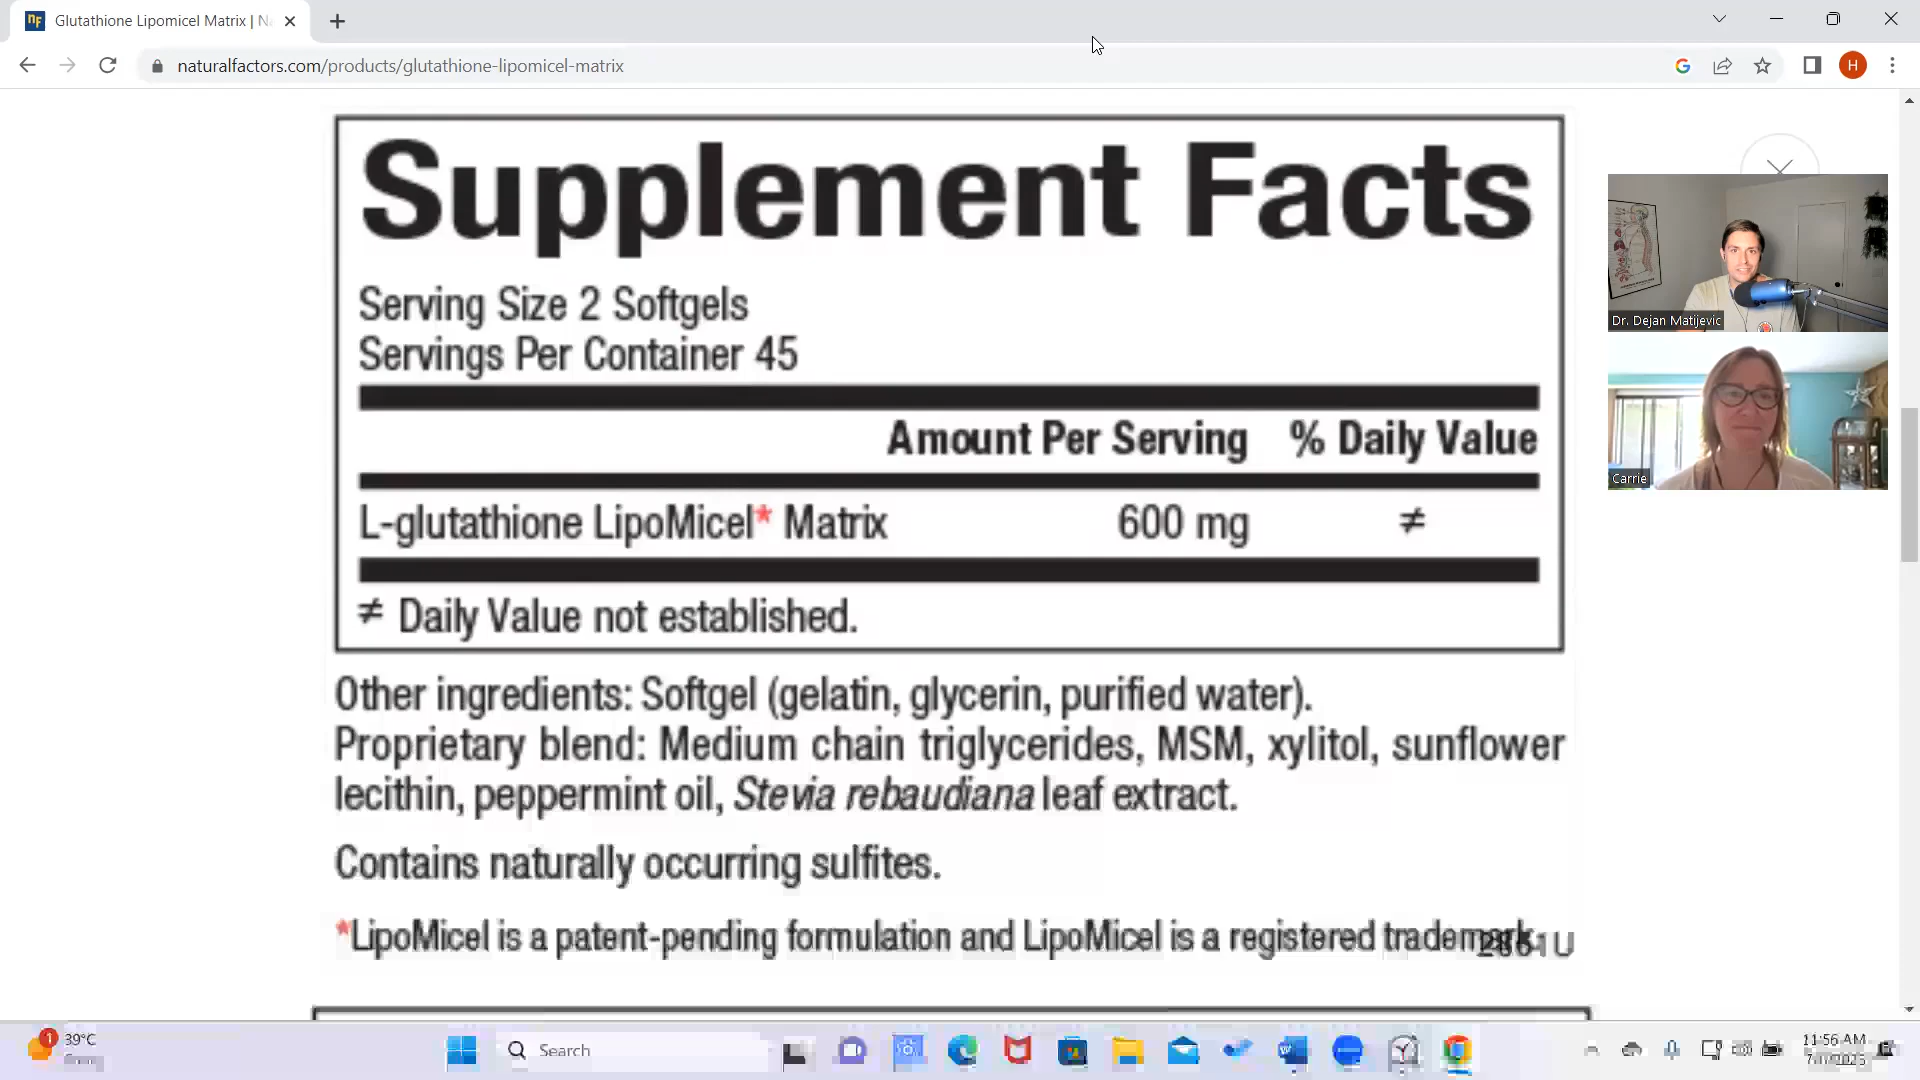 Glutathione Lipomicel Matrix | N
naturalfactors.com/products/glutathione-lipomicel-matrix
H
Supplement Facts
Serving Size 2 Softgels
Servings Per Container 45
Amount Per Serving % Daily Value
L-glutathione LipoMicel* Matrix 600 mg ≠
≠ Daily Value not established.
Other ingredients: Softgel (gelatin, glycerin, purified water).
Proprietary blend: Medium chain triglycerides, MSM, xylitol, sunflower
lecithin, peppermint oil, Stevia rebaudiana leaf extract.
Contains naturally occurring sulfites.
*LipoMicel is a patent-pending formulation and LipoMicel is a registered trademark.
Dr. Dejan Matijevic
Carrie
1
39°C
Search
11:56 AM